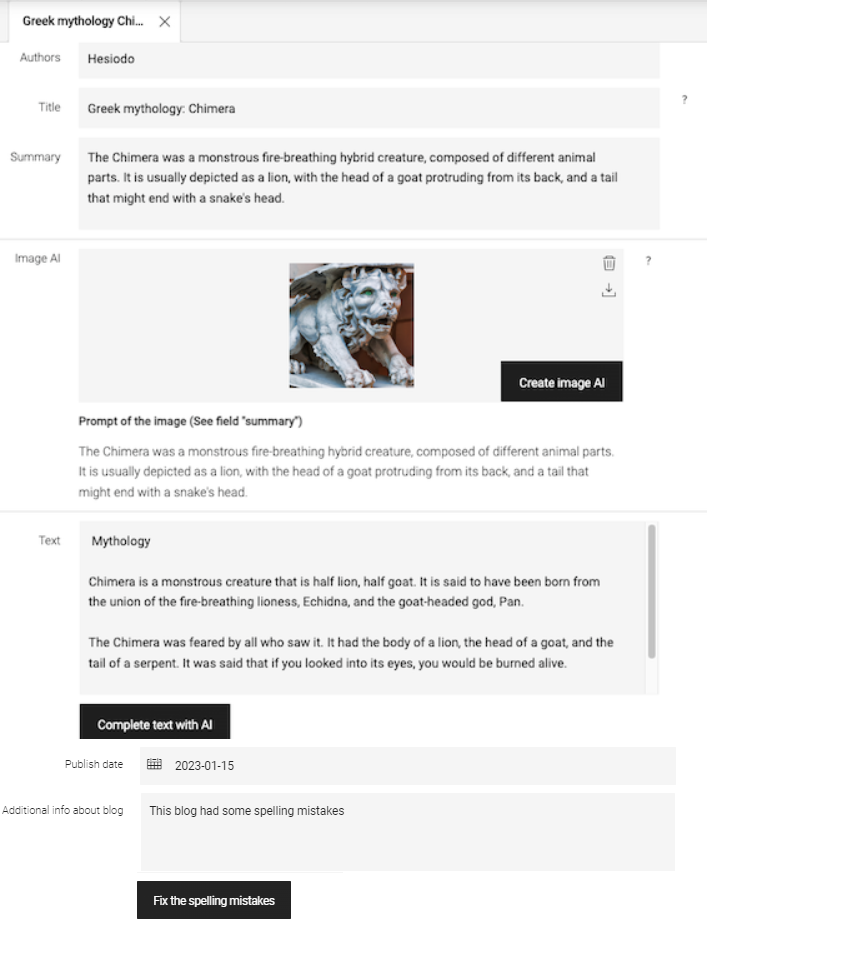 Greek mythology Chi...
Authors
Hesiodo
Title
Greek mythology: Chimera
?
Summary
The Chimera was a monstrous fire-breathing hybrid creature, composed of different animal
parts. It is usually depicted as a lion, with the head of a goat protruding from its back, and a tail
that might end with a snake's head.
Image AI
?
Create image AI
Prompt of the image (See field "summary")
The Chimera was a monstrous fire-breathing hybrid creature, composed of different animal parts.
It is usually depicted as a lion, with the head of a goat protruding from its back, and a tail that
might end with a snake's head.
Text
Mythology
Chimera is a monstrous creature that is half lion, half goat. It is said to have been born from
the union of the fire-breathing lioness, Echidna, and the goat-headed god, Pan.
The Chimera was feared by all who saw it. It had the body of a lion, the head of a goat, and the
tail of a serpent. It was said that if you looked into its eyes, you would be burned alive.
Complete text with AI
Publish date
2023-01-15
Additional info about blog
This blog had some spelling mistakes
Fix the spelling mistakes